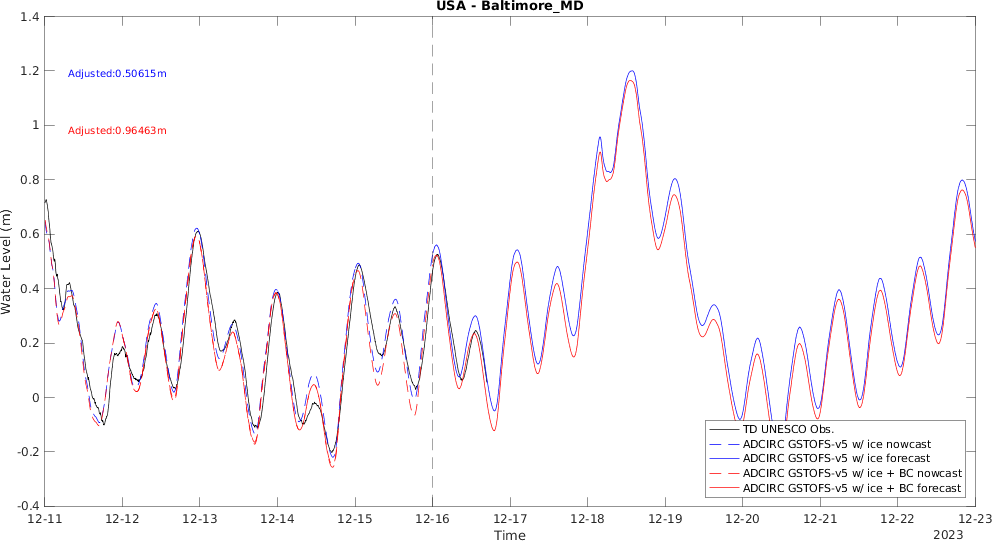 USA - Baltimore_MD
1.4
1.2
1
0.8
0.6
0.4
0.2
0
-0.2
-0.4
Water Level (m)
Adjusted:0.50615m
Adjusted:0.96463m
TD UNESCO Obs.
ADCIRC GSTOFS-v5 w/ ice nowcast
ADCIRC GSTOFS-v5 w/ ice forecast
ADCIRC GSTOFS-v5 w/ ice + BC nowcast
ADCIRC GSTOFS-v5 w/ ice + BC forecast
12-11 12-12 12-13 12-14 12-15 12-16 12-17 12-18 12-19 12-20 12-21 12-22 12-23
Time
2023